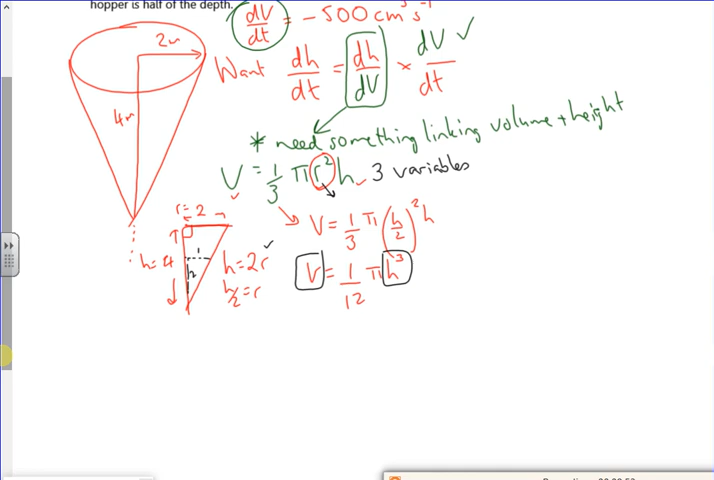 hopper is half of the depth.
dV/dt = -500 cm³ s⁻¹
Want dh/dt = dh/dV × dV/dt ✓
2m
4m
* need something linking volume + height
V = 1/3 π r² h 3 variables
r = 2
h = 4
r
h
h = 2r
h/2 = r
V = 1/3 π (h/2)² h
V = 1/12 π h³